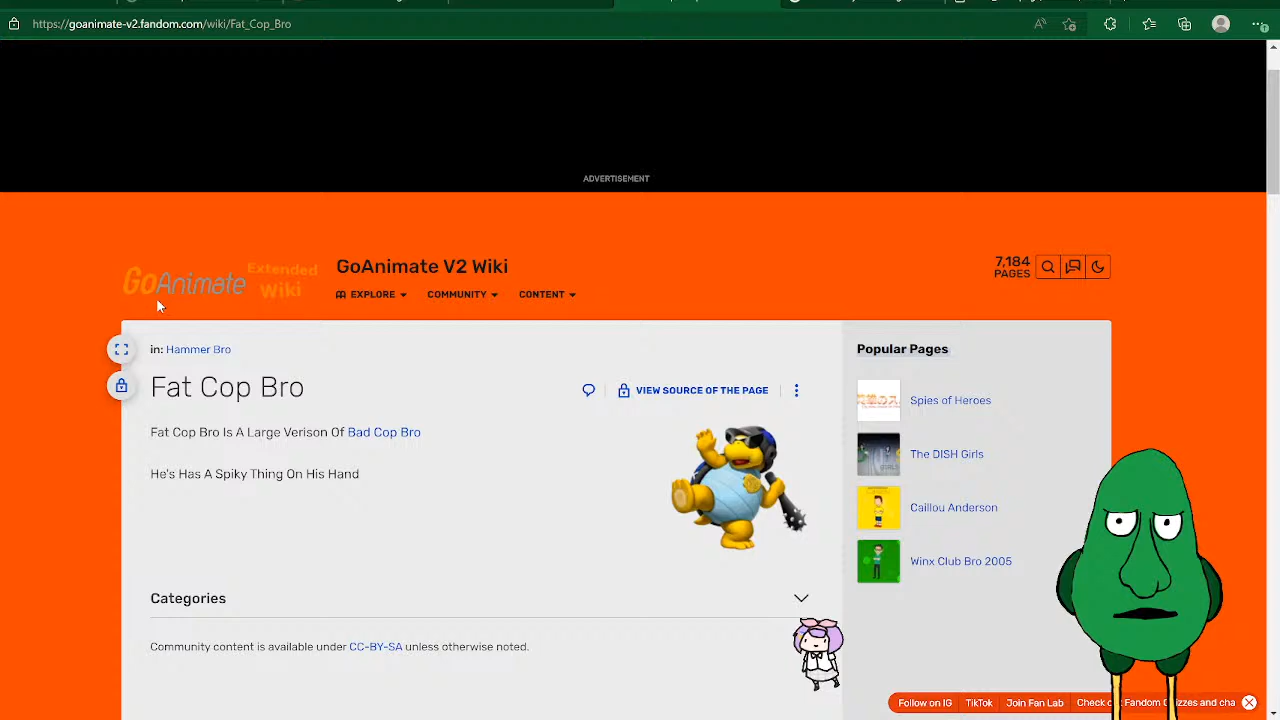 https://goanimate-v2.fandom.com/wiki/Fat_Cop_Bro
ADVERTISEMENT
GoAnimate Extended Wiki
GoAnimate V2 Wiki
7,184 PAGES
EXPLORE COMMUNITY CONTENT
in: Hammer Bro
Fat Cop Bro
VIEW SOURCE OF THE PAGE
Fat Cop Bro Is A Large Verison Of Bad Cop Bro
He's Has A Spiky Thing On His Hand
Categories
Community content is available under CC-BY-SA unless otherwise noted.
Popular Pages
Spies of Heroes
The DISH Girls
Caillou Anderson
Winx Club Bro 2005
Follow on IG TikTok Join Fan Lab Fandom and cha